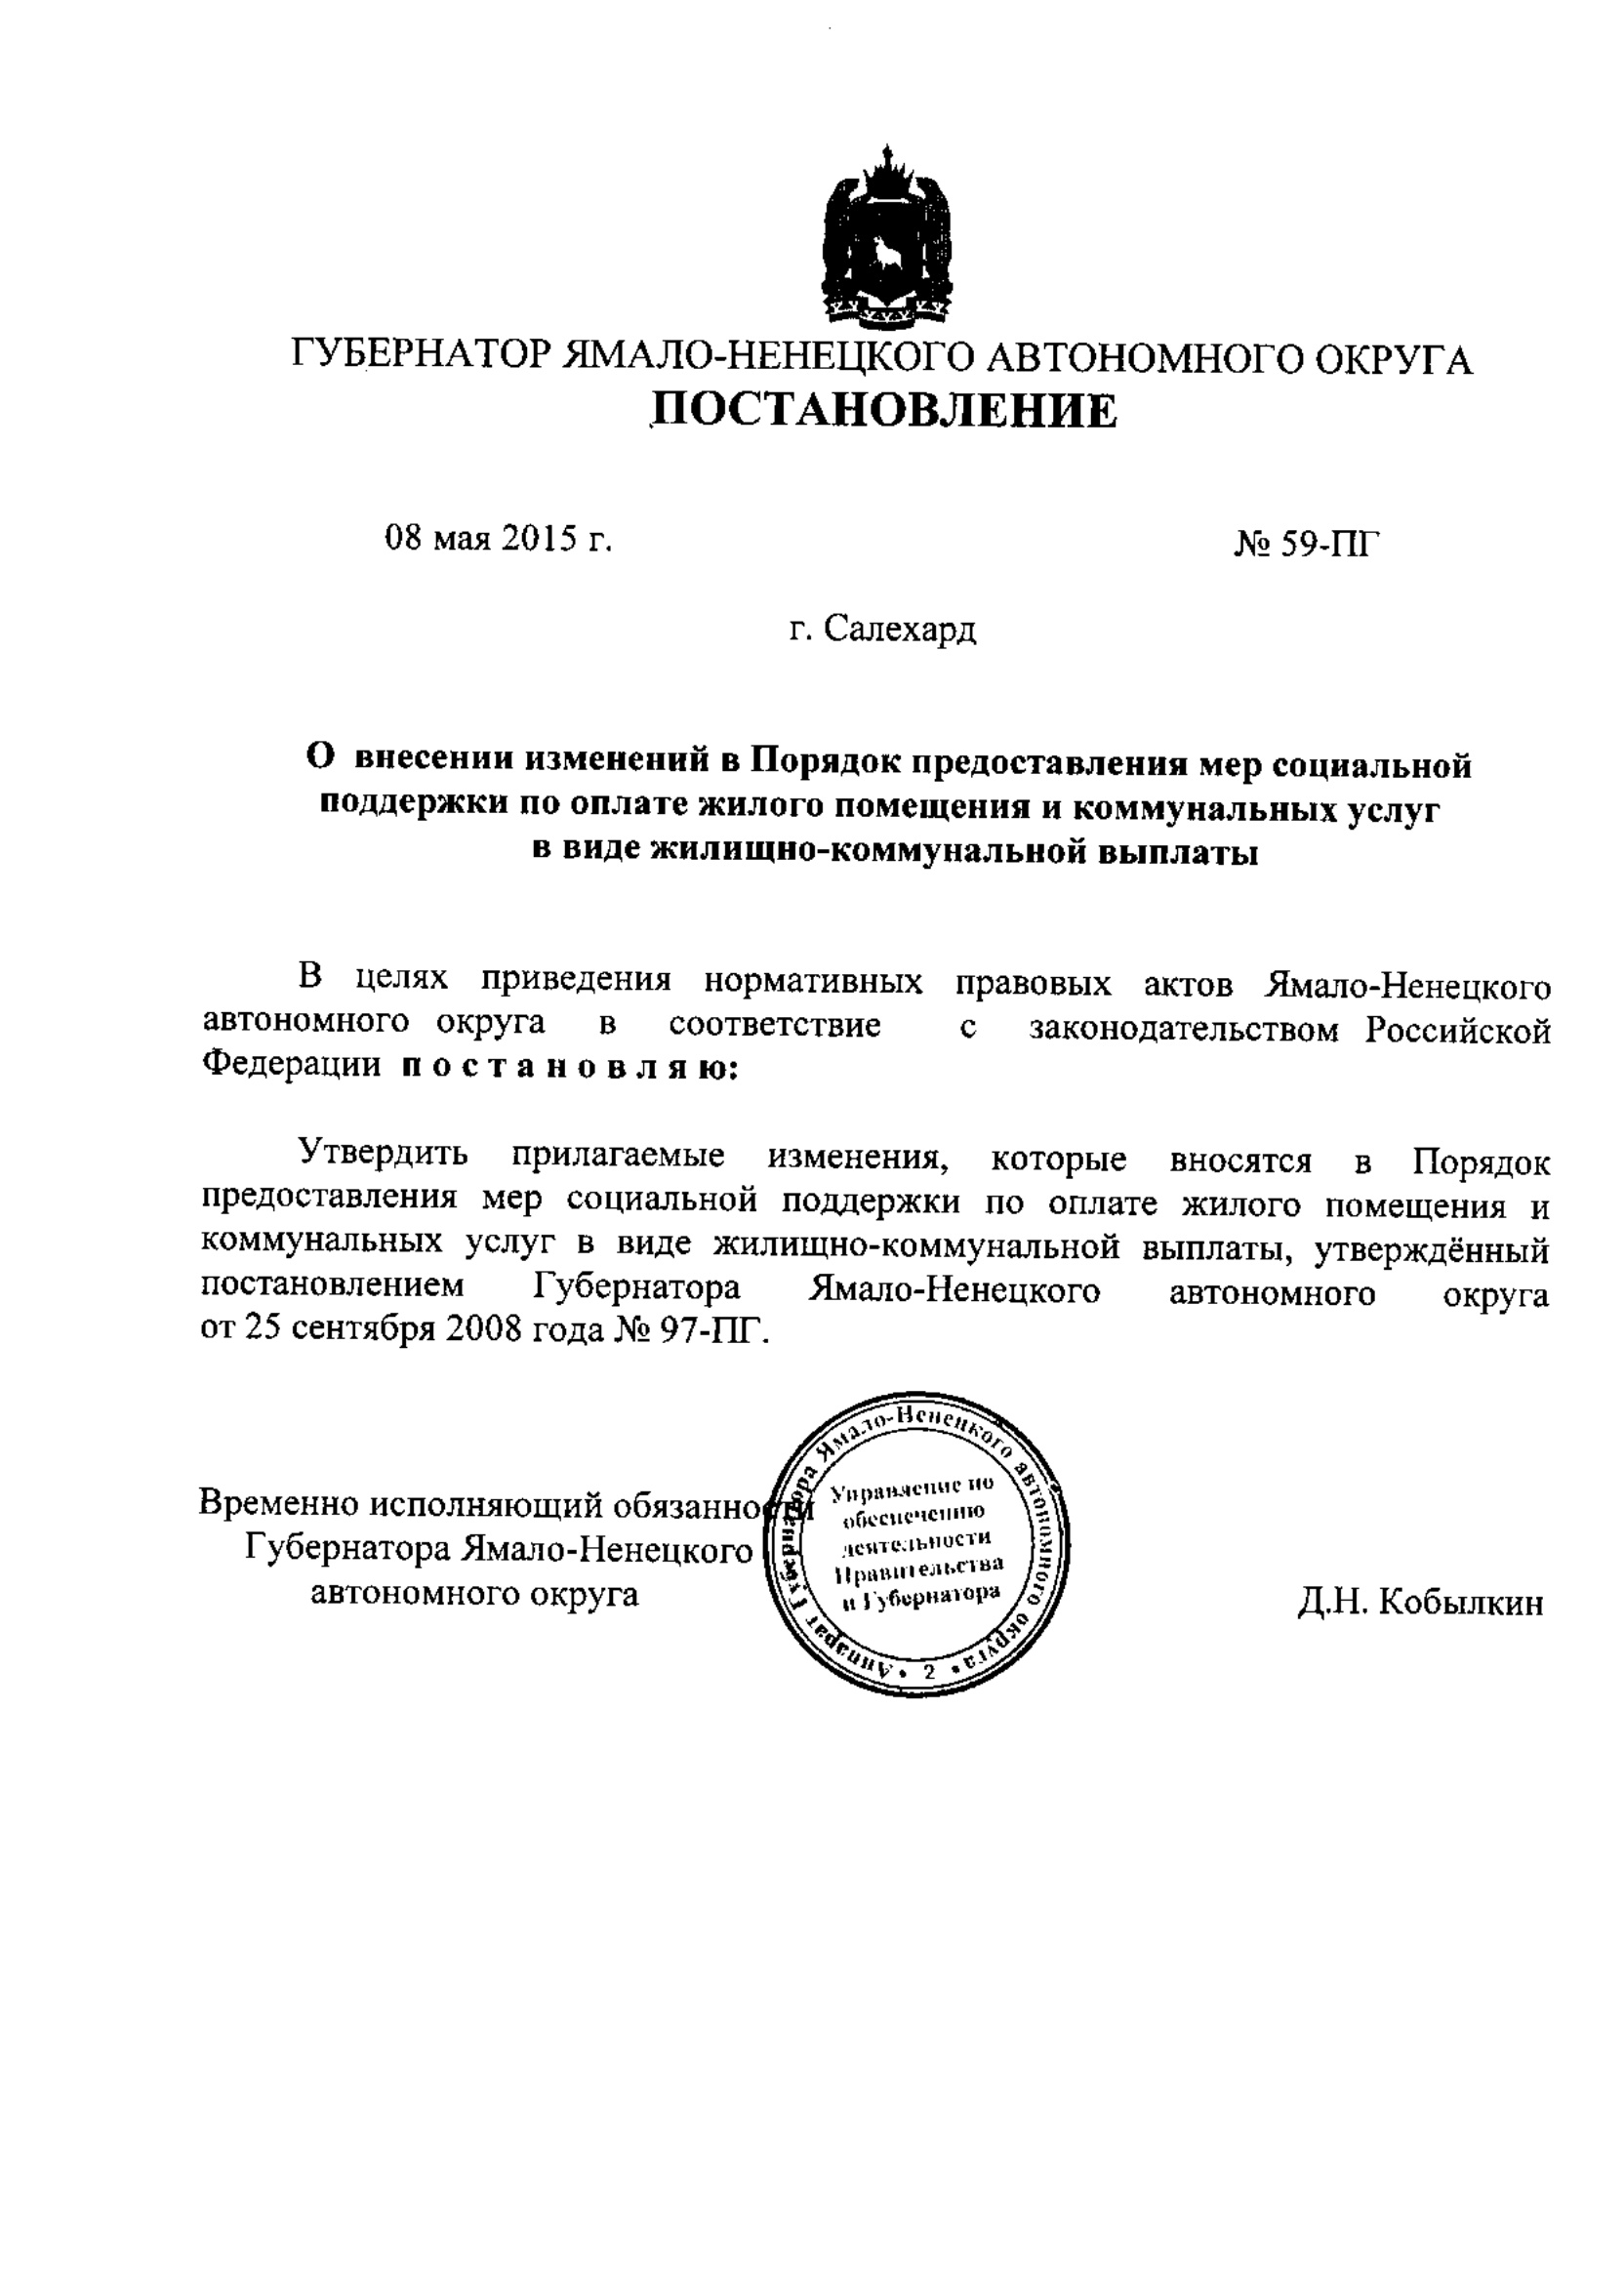 ГУБЕРНАТОР ЯМАЛО-НЕНЕЦКОГО АВТОНОМНОГО ОКРУГА
ПОСТАНОВЛЕНИЕ
08 мая 2015 г. № 59-ПГ
г. Салехард
О внесении изменений в Порядок предоставления мер социальной
поддержки по оплате жилого помещения и коммунальных услуг
в виде жилищно-коммунальной выплаты
В целях приведения нормативных правовых актов Ямало-Ненецкого
автономного округа в соответствие с законодательством Российской
Федерации п о с т а н о в л я ю:
Утвердить прилагаемые изменения, которые вносятся в Порядок
предоставления мер социальной поддержки по оплате жилого помещения и
коммунальных услуг в виде жилищно-коммунальной выплаты, утверждённый
постановлением Губернатора Ямало-Ненецкого автономного округа
от 25 сентября 2008 года № 97-ПГ.
Временно исполняющий обязанности
Губернатора Ямало-Ненецкого
автономного округа
Д.Н. Кобылкин
Аппарат Губернатора Ямало-Ненецкого автономного округа • 2 •
Управление по
обеспечению
деятельности
Правительства
и Губернатора